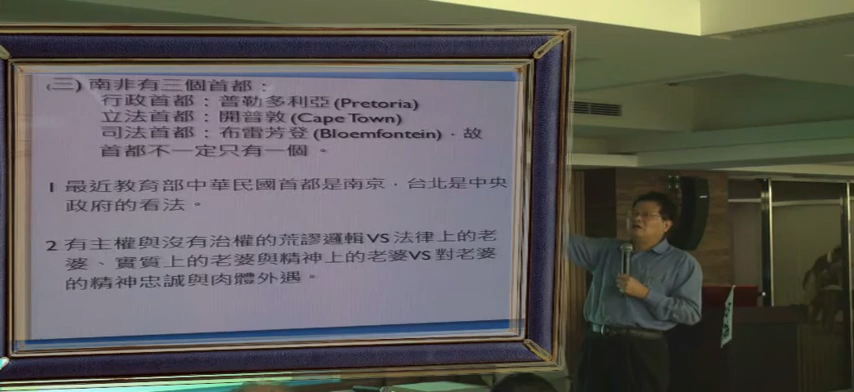 (三) 南非有三個首都：
行政首都：普勒多利亞(Pretoria)
立法首都：開普敦(Cape Town)
司法首都：布雷芳登(Bloemfontein)，故
首都不一定只有一個。
1 最近教育部中華民國首都是南京，台北是中央
政府的看法。
2 有主權與沒有治權的荒謬邏輯VS法律上的老
婆、實質上的老婆與精神上的老婆VS對老婆
的精神忠誠與肉體外遇。